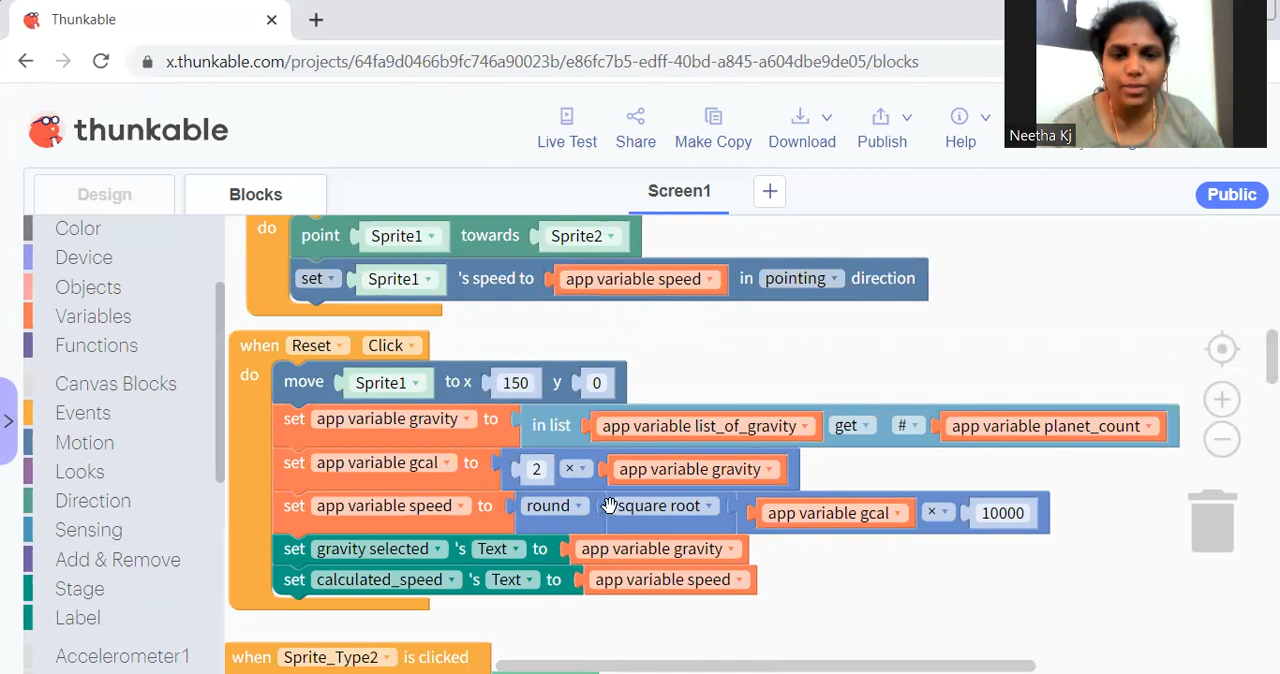 Thunkable
x.thunkable.com/projects/64fa9d0466b9fc746a90023b/e86fc7b5-edff-40bd-a845-a604dbe9de05/blocks
Neetha Kj
thunkable
Live Test
Share
Make Copy
Download
Publish
Help
Design
Blocks
Screen1
Public
Color
Device
Objects
Variables
Functions
Canvas Blocks
Events
Motion
Looks
Direction
Sensing
Add & Remove
Stage
Label
Accelerometer1
do point Sprite1 towards Sprite2
set Sprite1 's speed to app variable speed in pointing direction
when Reset Click
do move Sprite1 to x 150 y 0
set app variable gravity to in list app variable list_of_gravity get # app variable planet_count
set app variable gcal to 2 × app variable gravity
set app variable speed to round square root app variable gcal × 10000
set gravity selected 's Text to app variable gravity
set calculated_speed 's Text to app variable speed
when Sprite_Type2 is clicked